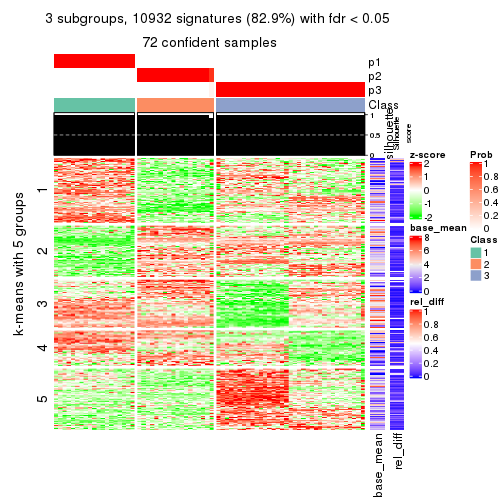 3 subgroups, 10932 signatures (82.9%) with fdr < 0.05
72 confident samples
p1
p2
p3
Class
1
0.5
0
silhouette
Silhouette
score
k-means with 5 groups
1
2
3
4
5
base_mean
rel_diff
z-score
2
1
0
-1
-2
base_mean
8
6
4
2
0
rel_diff
1
0.8
0.6
0.4
0.2
0
Prob
1
0.8
0.6
0.4
0.2
0
Class
1
2
3